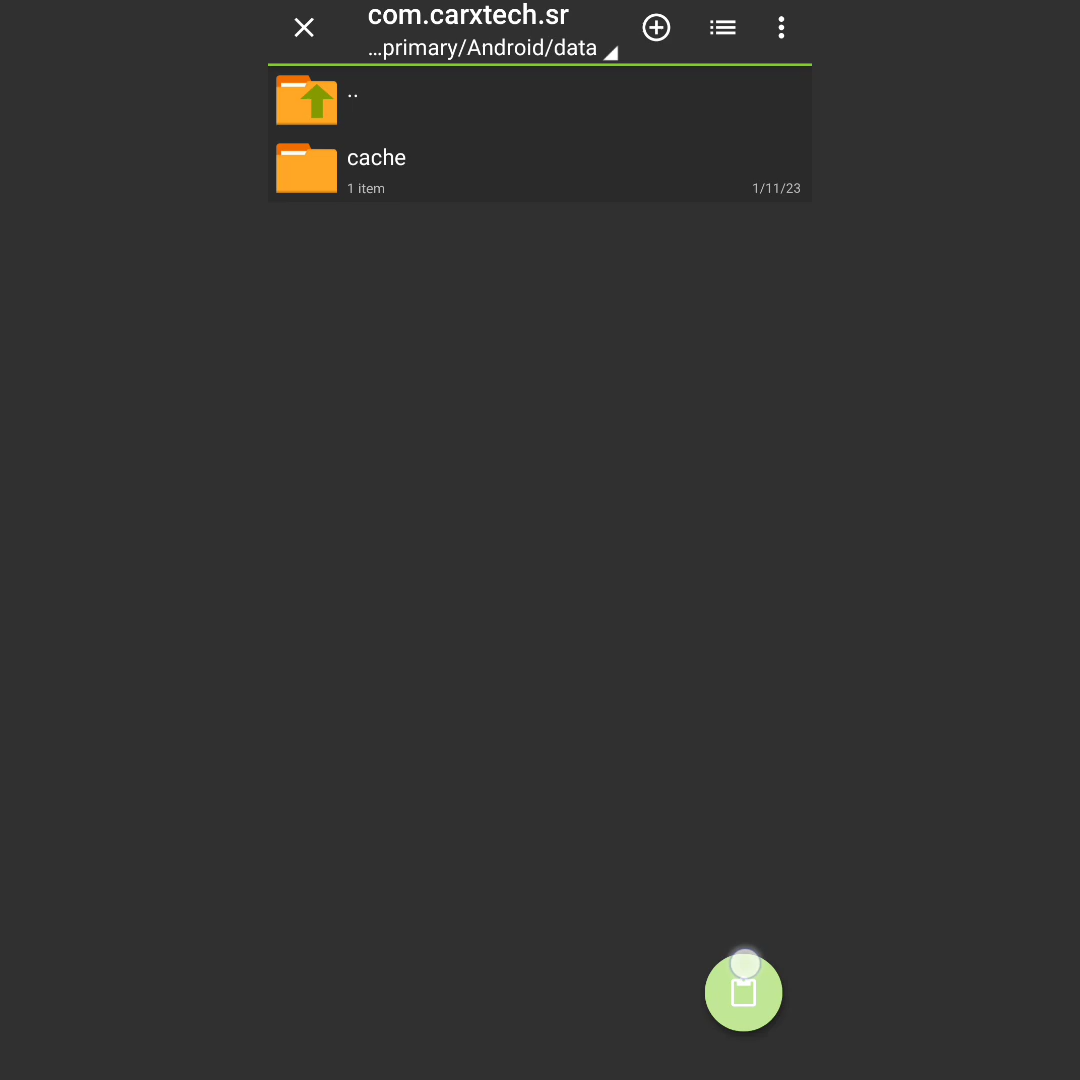 com.carxtech.sr
...primary/Android/data
..
cache
1 item
1/11/23